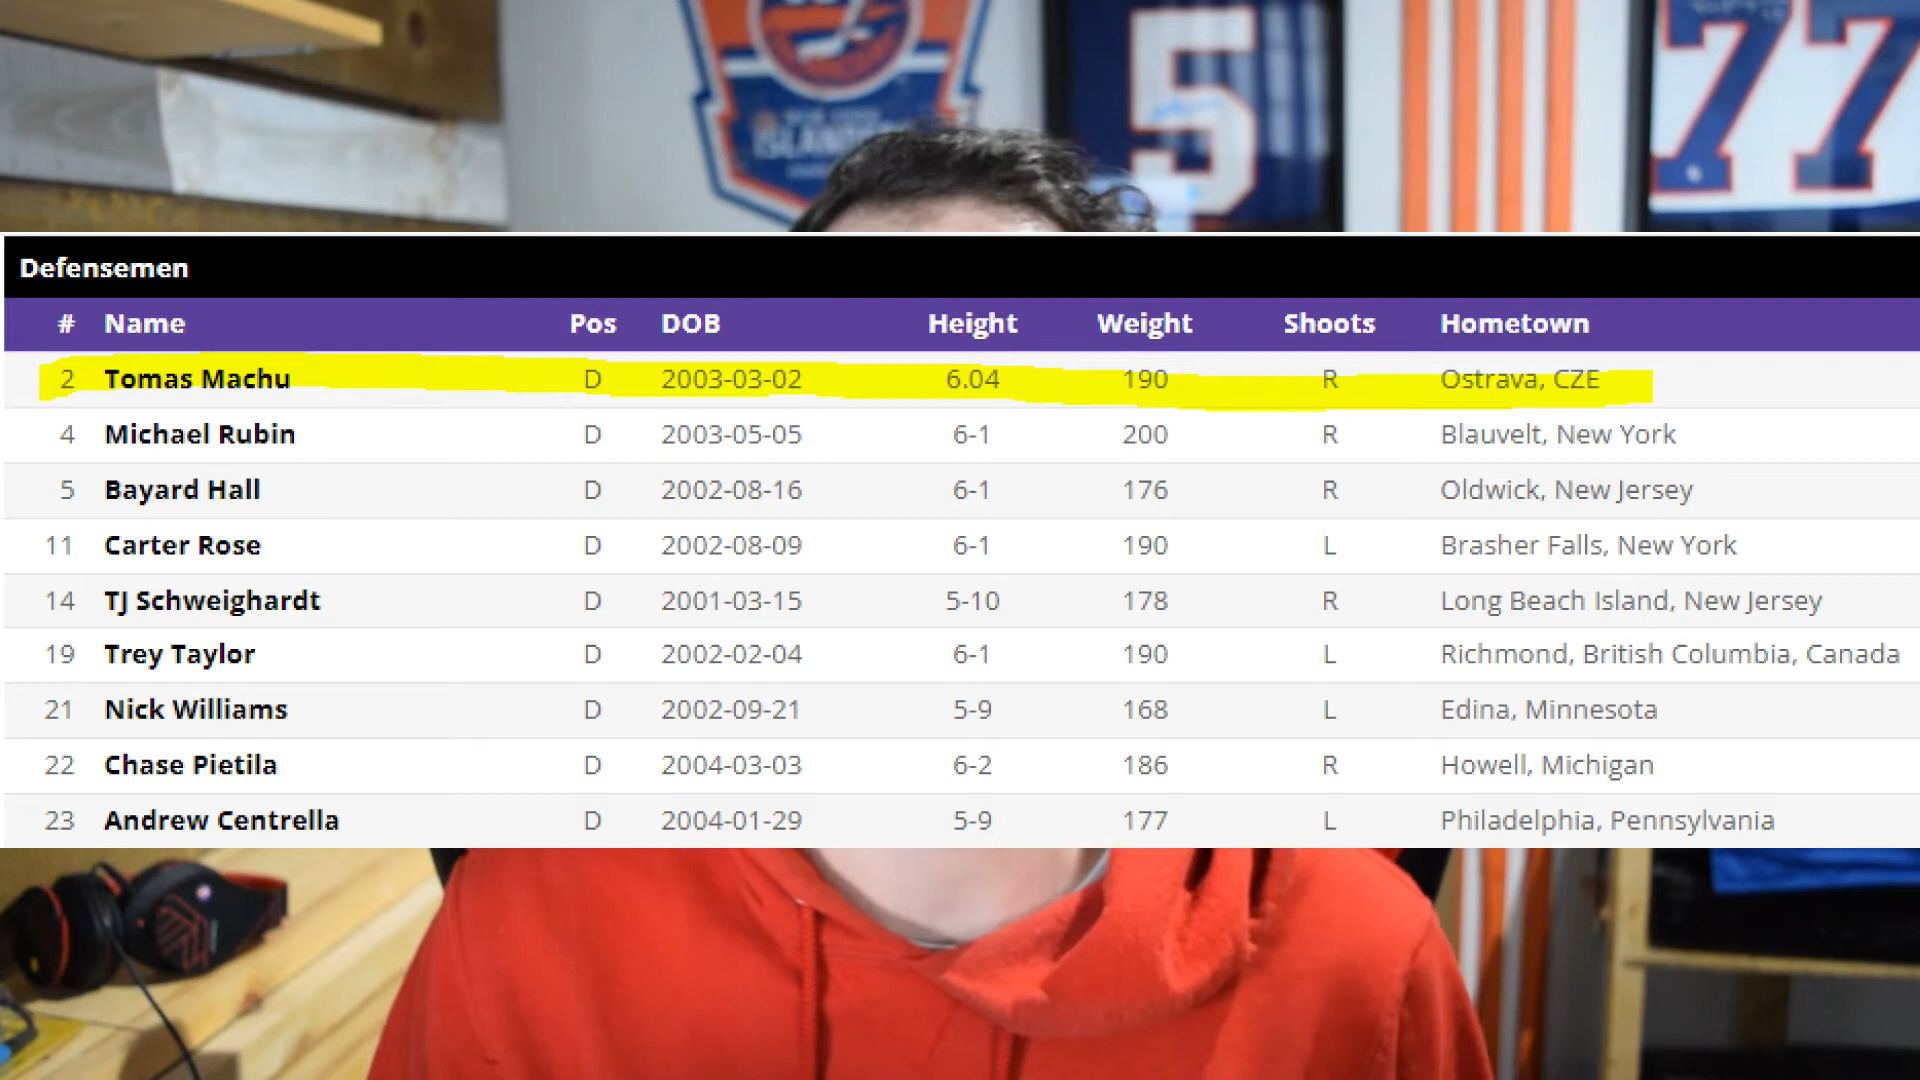 5
77
Defensemen
# Name Pos DOB Height Weight Shoots Hometown
2 Tomas Machu D 2003-03-02 6.04 190 R Ostrava, CZE
4 Michael Rubin D 2003-05-05 6-1 200 R Blauvelt, New York
5 Bayard Hall D 2002-08-16 6-1 176 R Oldwick, New Jersey
11 Carter Rose D 2002-08-09 6-1 190 L Brasher Falls, New York
14 TJ Schweighardt D 2001-03-15 5-10 178 R Long Beach Island, New Jersey
19 Trey Taylor D 2002-02-04 6-1 190 L Richmond, British Columbia, Canada
21 Nick Williams D 2002-09-21 5-9 168 L Edina, Minnesota
22 Chase Pietila D 2004-03-03 6-2 186 R Howell, Michigan
23 Andrew Centrella D 2004-01-29 5-9 177 L Philadelphia, Pennsylvania